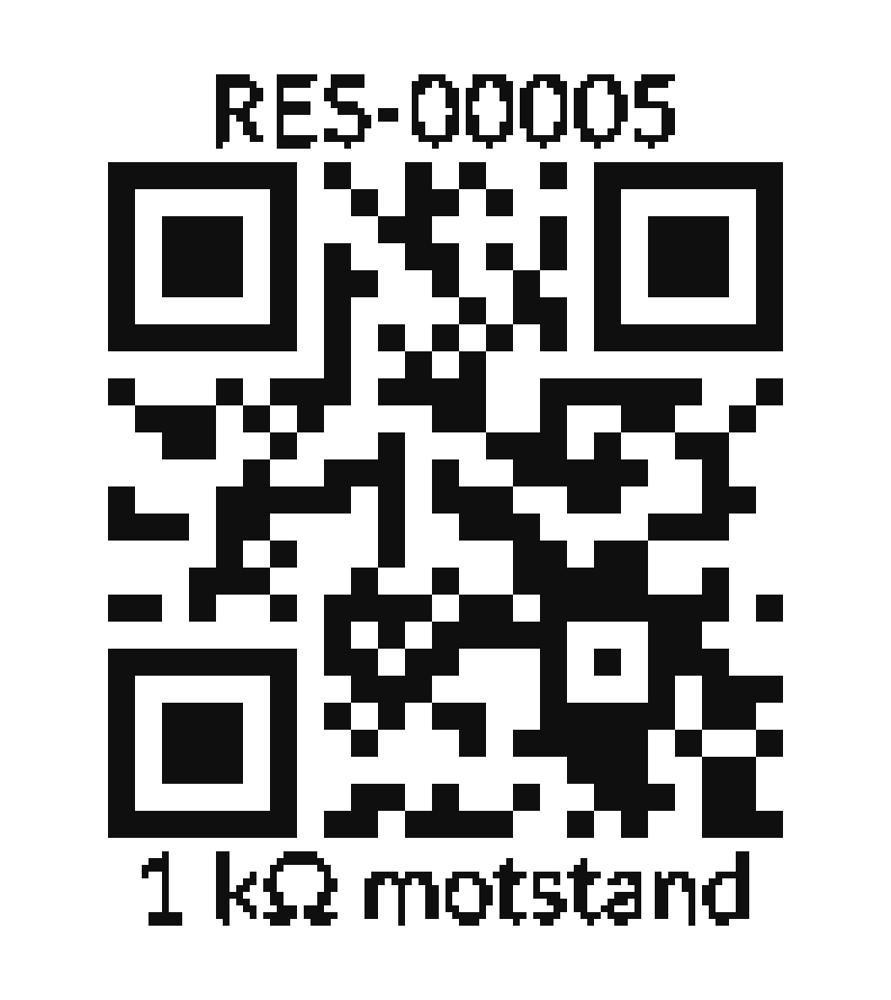 RES-00005
1 kΩ motstand